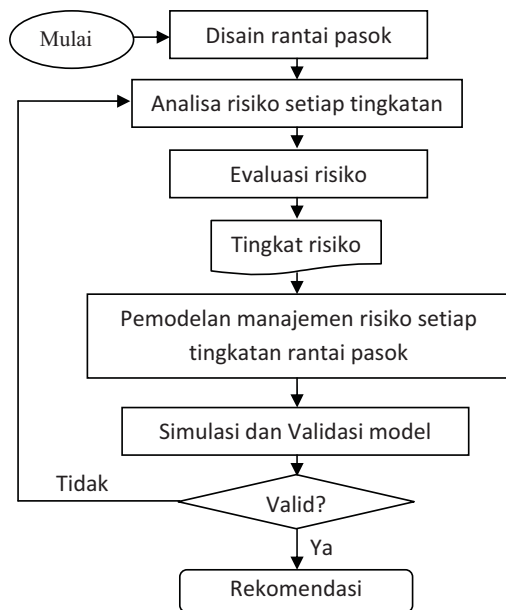 Mulai
Disain rantai pasok
Analisa risiko setiap tingkatan
Evaluasi risiko
Tingkat risiko
Pemodelan manajemen risiko setiap
tingkatan rantai pasok
Simulasi dan Validasi model
Tidak
Valid?
Ya
Rekomendasi